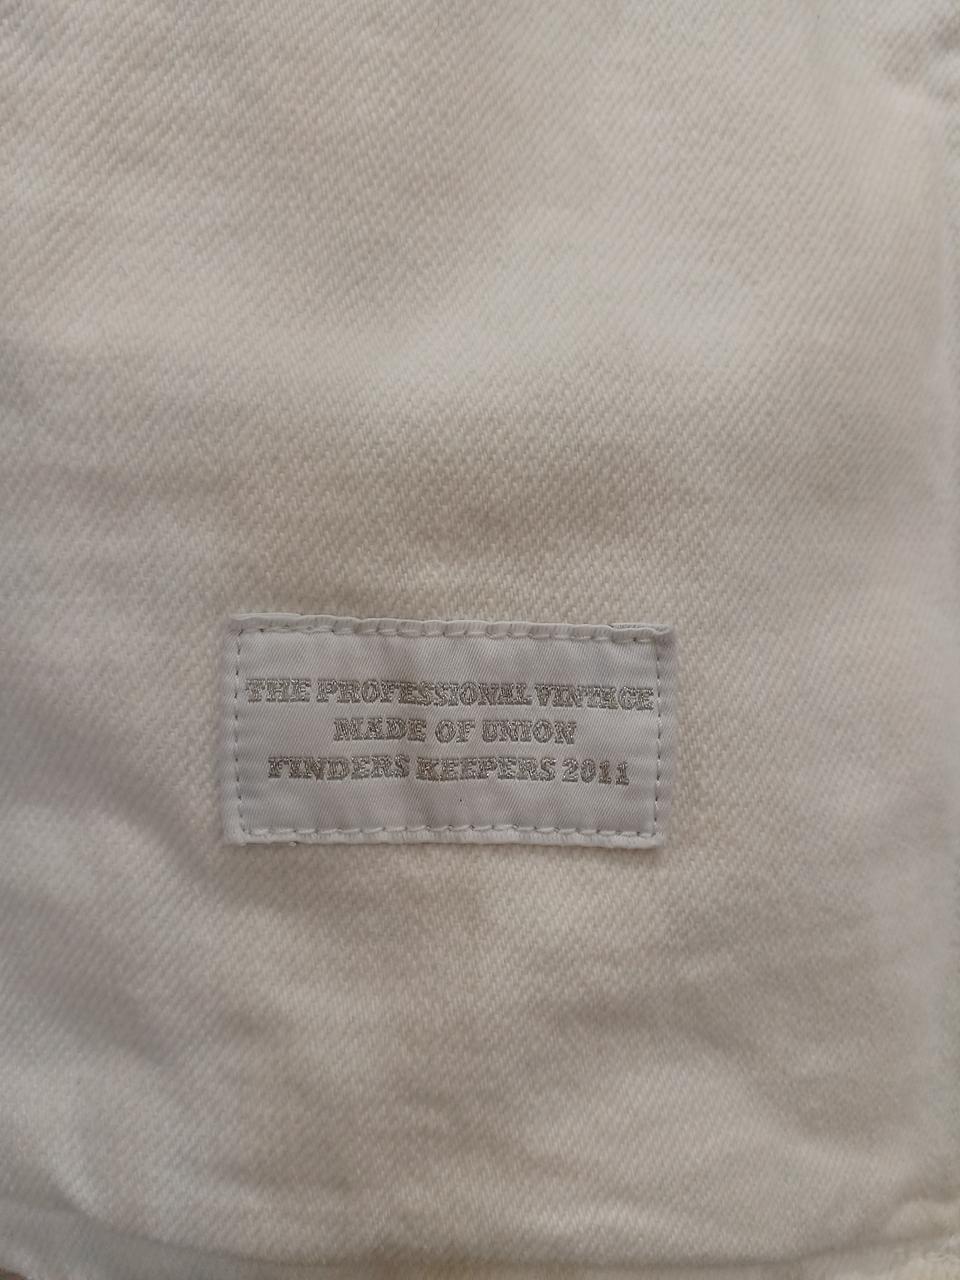 THE PROFESSIONAL VINTAGE
MADE OF UNION
FINDERS KEEPERS 2011